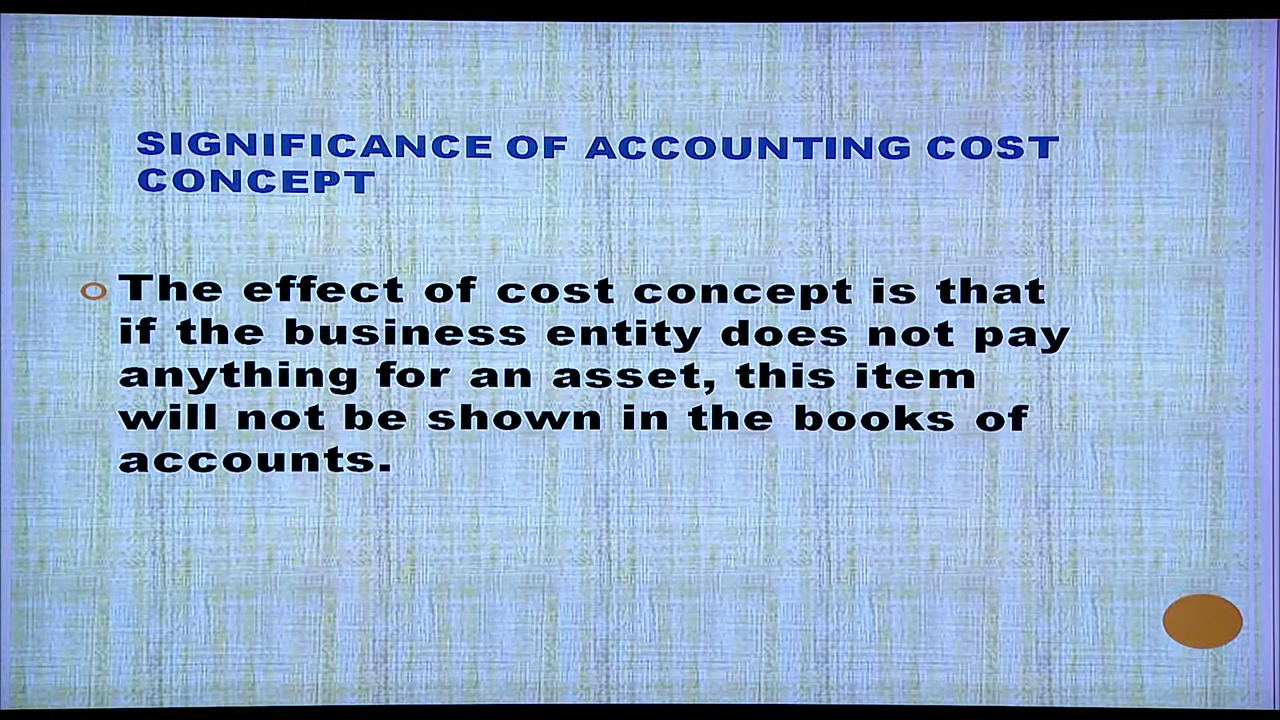 SIGNIFICANCE OF ACCOUNTING COST
CONCEPT
The effect of cost concept is that
if the business entity does not pay
anything for an asset, this item
will not be shown in the books of
accounts.